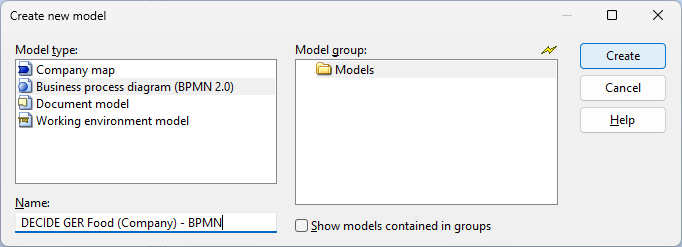 Create new model
Model type:
Company map
Business process diagram (BPMN 2.0)
Document model
Working environment model
Name:
DECIDE GER Food (Company) - BPMN
Model group:
Models
Show models contained in groups
Create
Cancel
Help